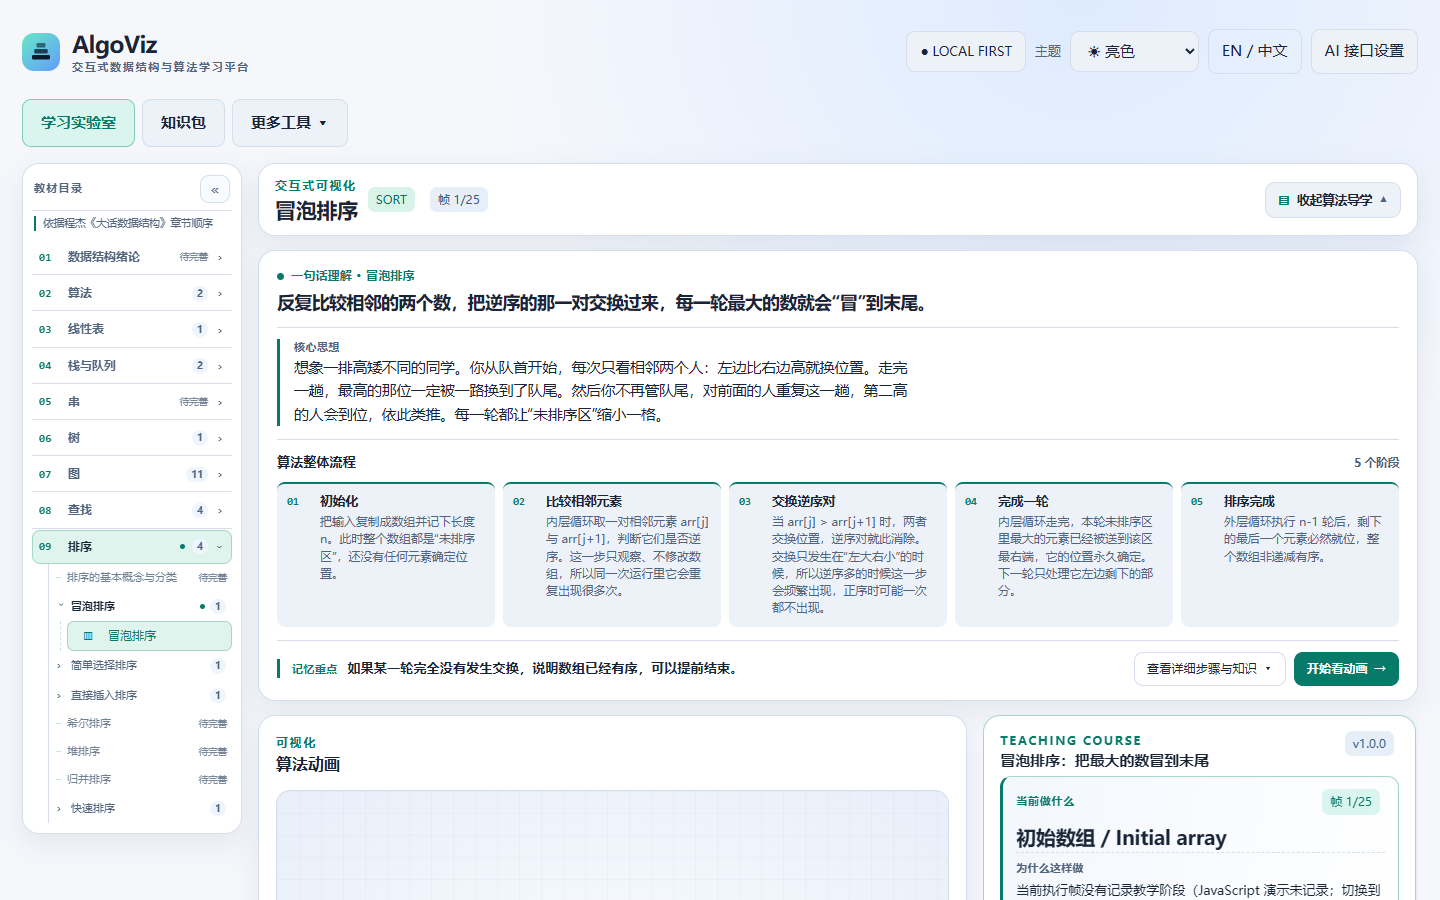 AlgoViz
交互式数据结构与算法学习平台
● LOCAL FIRST
主题
☀ 亮色
EN / 中文
AI 接口设置
学习实验室
知识包
更多工具 ▾
教材目录
«
依据程杰《大话数据结构》章节顺序
01 数据结构绪论 待完善 ›
02 算法 2 ›
03 线性表 1 ›
04 栈与队列 2 ›
05 串 待完善 ›
06 树 1 ›
07 图 11 ›
08 查找 4 ›
09 排序 4
排序的基本概念与分类 待完善
冒泡排序 1
冒泡排序
› 简单选择排序 1
› 直接插入排序 1
希尔排序 待完善
堆排序 待完善
归并排序 待完善
› 快速排序 1
交互式可视化
冒泡排序 SORT 帧 1/25
收起算法导学 ▲
一句话理解 • 冒泡排序
反复比较相邻的两个数，把逆序的那一对交换过来，每一轮最大的数就会“冒”到末尾。
核心思想
想象一排高矮不同的同学。你从队首开始，每次只看相邻两个人：左边比右边高就换位置。走完
一趟，最高的那位一定被一路换到了队尾。然后你不再管队尾，对前面的人重复这一趟，第二高
的人会到位，依此类推。每一轮都让“未排序区”缩小一格。
算法整体流程
5 个阶段
01 初始化
把输入复制成数组并记下长度
n。此时整个数组都是“未排序
区”，还没有任何元素确定位
置。
02 比较相邻元素
内层循环取一对相邻元素 arr[j]
与 arr[j+1]，判断它们是否逆
序。这一步只观察、不修改数
组，所以同一次运行里它会重
复出现很多次。
03 交换逆序对
当 arr[j] > arr[j+1] 时，两者
交换位置，逆序对就此消除。
交换只发生在“左大右小”的时
候，所以逆序多的时候这一步
会频繁出现，正序时可能一次
都不出现。
04 完成一轮
内层循环走完，本轮未排序区
里最大的元素已经被送到该区
最右端，它的位置永久确定。
下一轮只处理它左边剩下的部
分。
05 排序完成
外层循环执行 n-1 轮后，剩下
的最后一个元素必然就位，整
个数组非递减有序。
记忆重点 如果某一轮完全没有发生交换，说明数组已经有序，可以提前结束。
查看详细步骤与知识 ▾
开始看动画 →
可视化
算法动画
TEACHING COURSE
v1.0.0
冒泡排序：把最大的数冒到末尾
当前做什么
帧 1/25
初始数组 / Initial array
为什么这样做
当前执行帧没有记录教学阶段（JavaScript 演示未记录；切换到